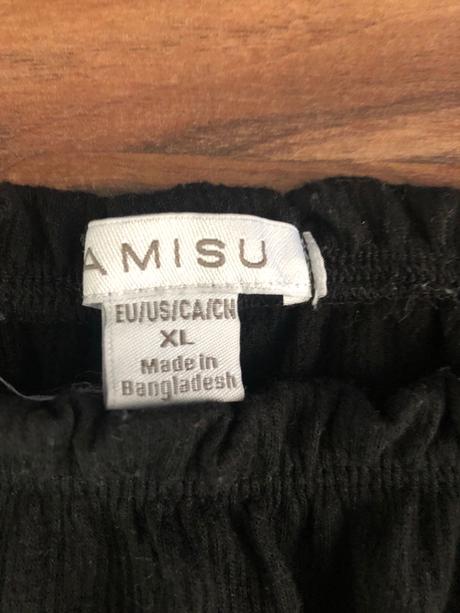 AMISU
EU/US/CA/CN
XL
Made in
Bangladesh